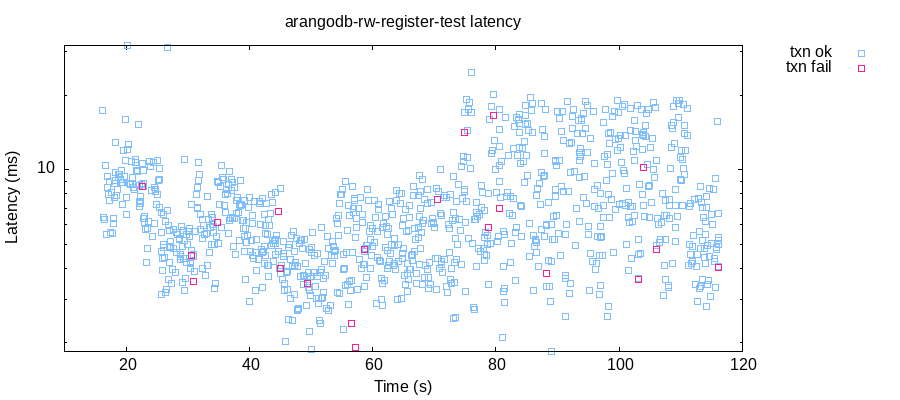 arangodb-rw-register-test latency
txn ok
txn fail
10
Latency (ms)
20 40 60 80 100 120
Time (s)